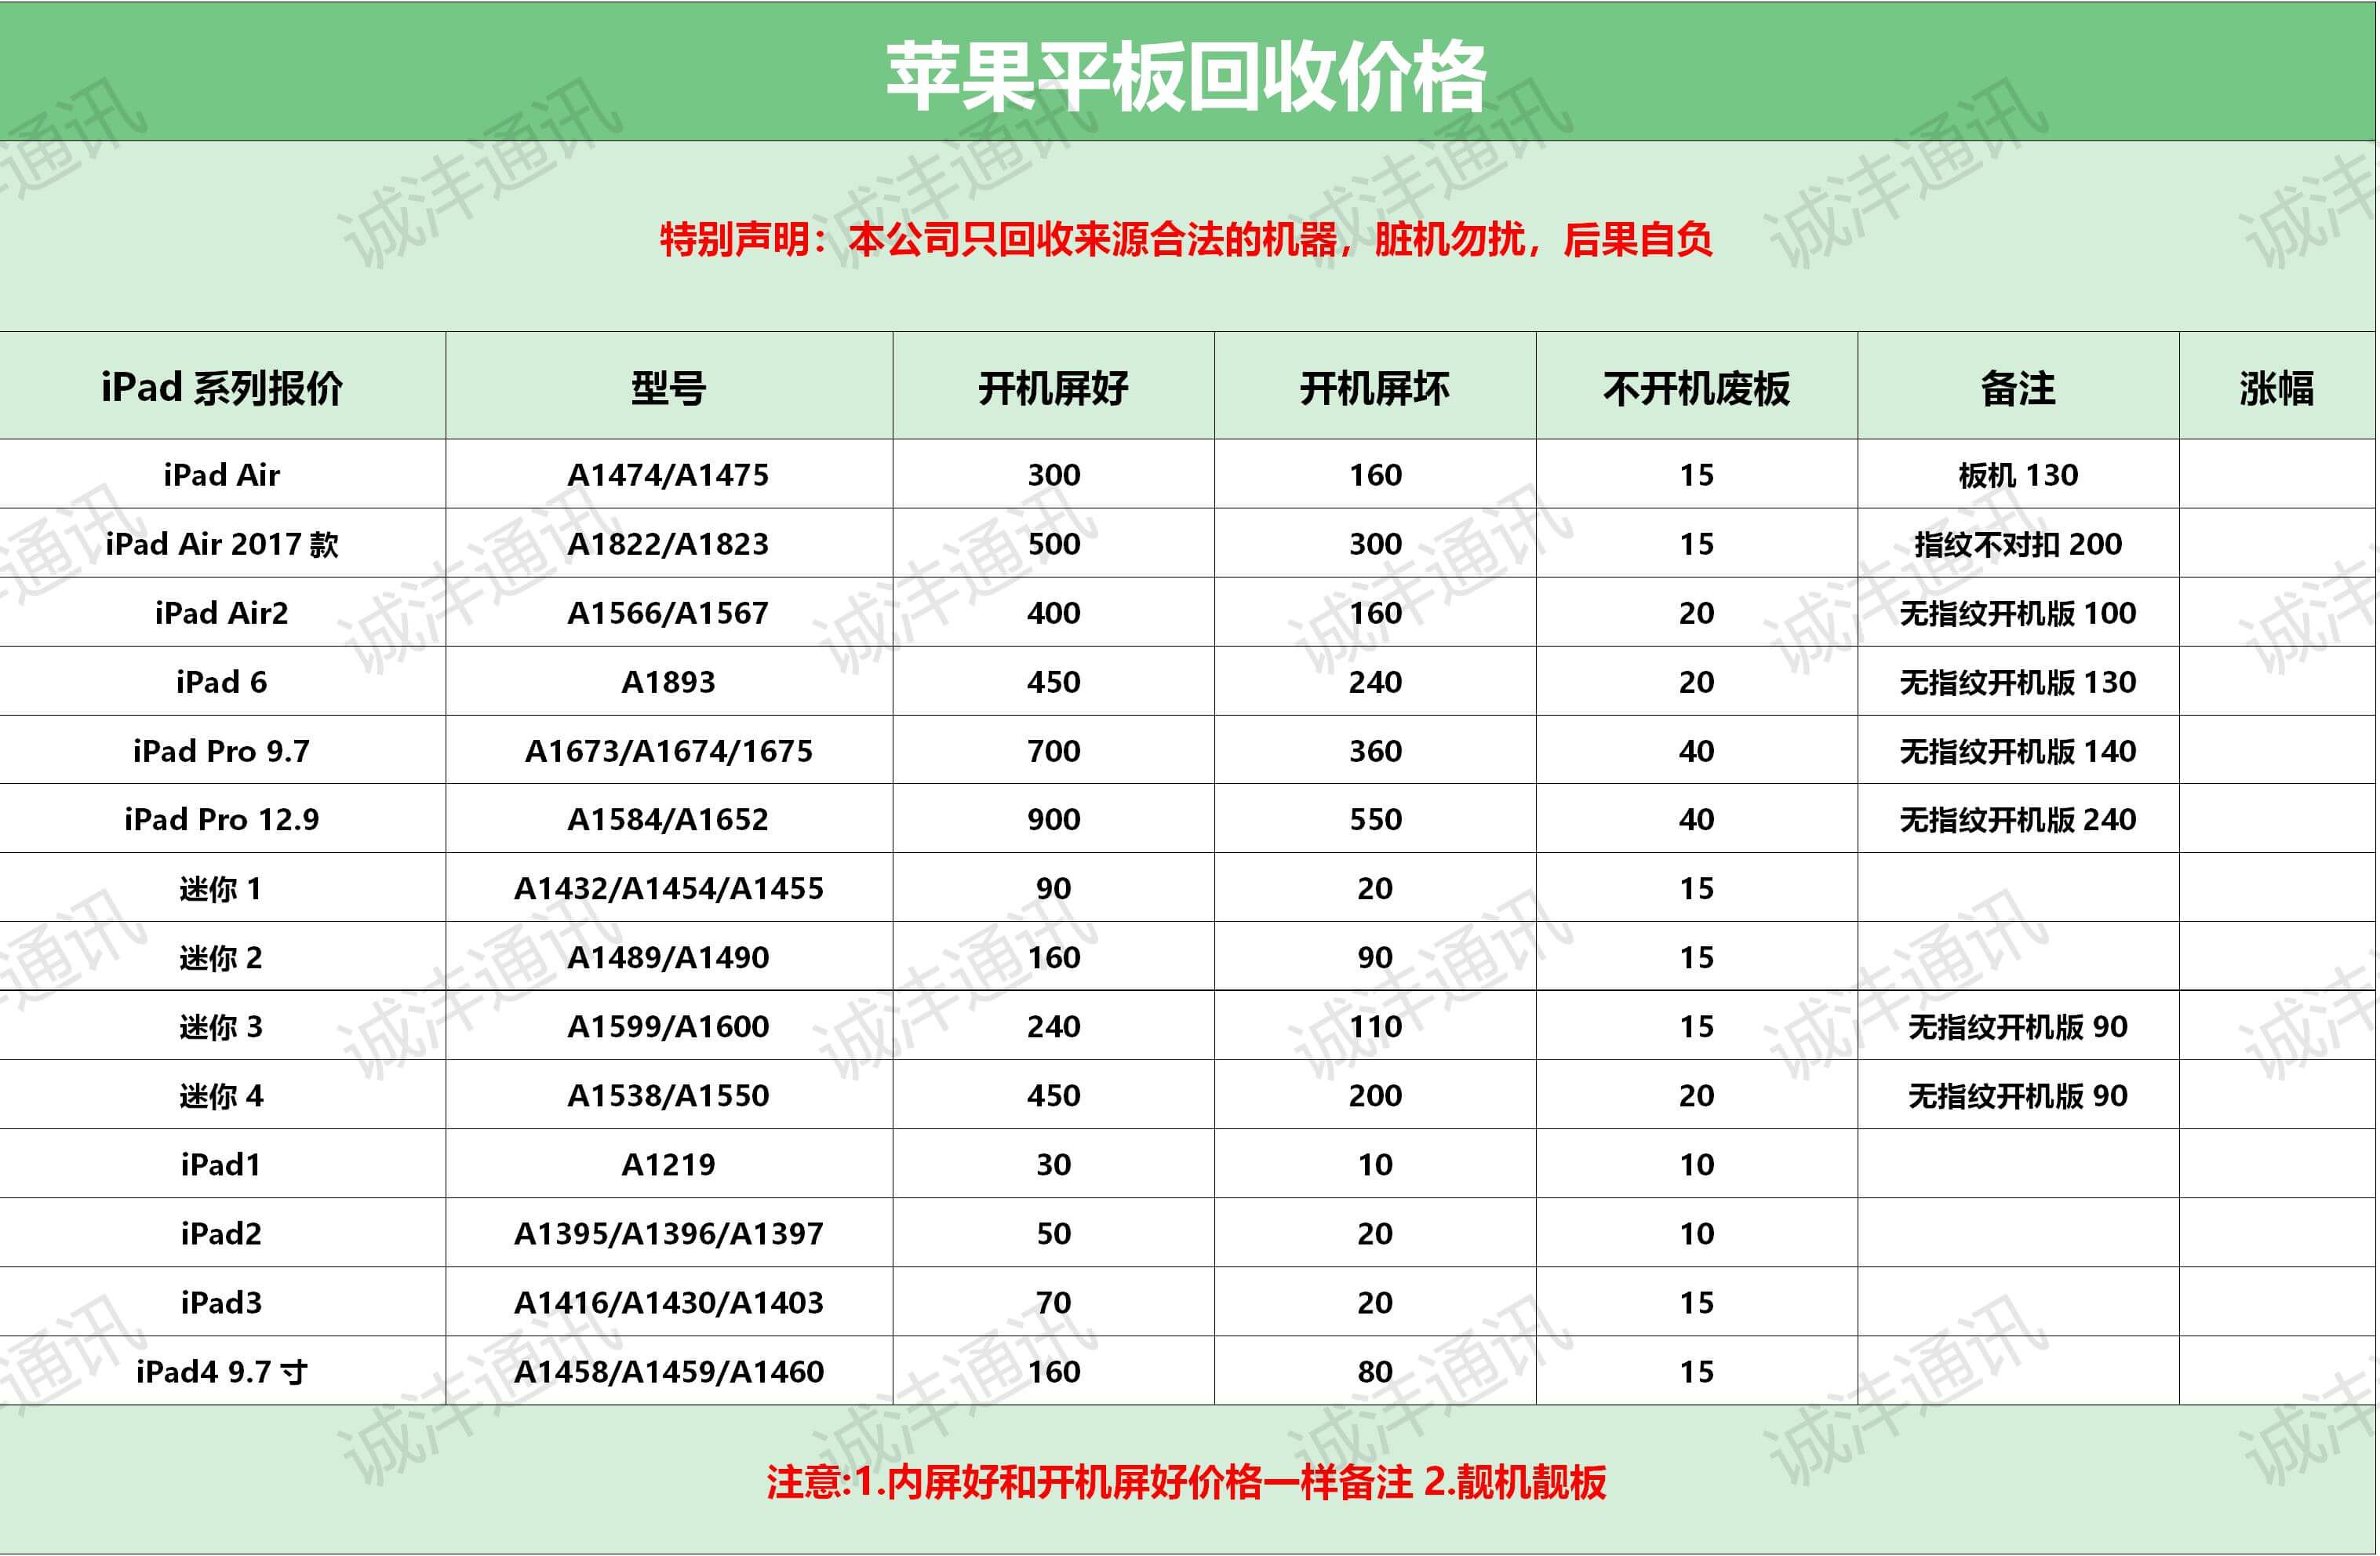 苹果平板回收价格
特别声明：本公司只回收来源合法的机器，脏机勿扰，后果自负
iPad 系列报价 型号 开机屏好 开机屏坏 不开机废板 备注 涨幅
iPad Air A1474/A1475 300 160 15 板机 130
iPad Air 2017 款 A1822/A1823 500 300 15 指纹不对扣 200
iPad Air2 A1566/A1567 400 160 20 无指纹开机版 100
iPad 6 A1893 450 240 20 无指纹开机版 130
iPad Pro 9.7 A1673/A1674/1675 700 360 40 无指纹开机版 140
iPad Pro 12.9 A1584/A1652 900 550 40 无指纹开机版 240
迷你 1 A1432/A1454/A1455 90 20 15
迷你 2 A1489/A1490 160 90 15
迷你 3 A1599/A1600 240 110 15 无指纹开机版 90
迷你 4 A1538/A1550 450 200 20 无指纹开机版 90
iPad1 A1219 30 10 10
iPad2 A1395/A1396/A1397 50 20 10
iPad3 A1416/A1430/A1403 70 20 15
iPad4 9.7 寸 A1458/A1459/A1460 160 80 15
注意:1.内屏好和开机屏好价格一样备注 2.靓机靓板
诚沣通讯